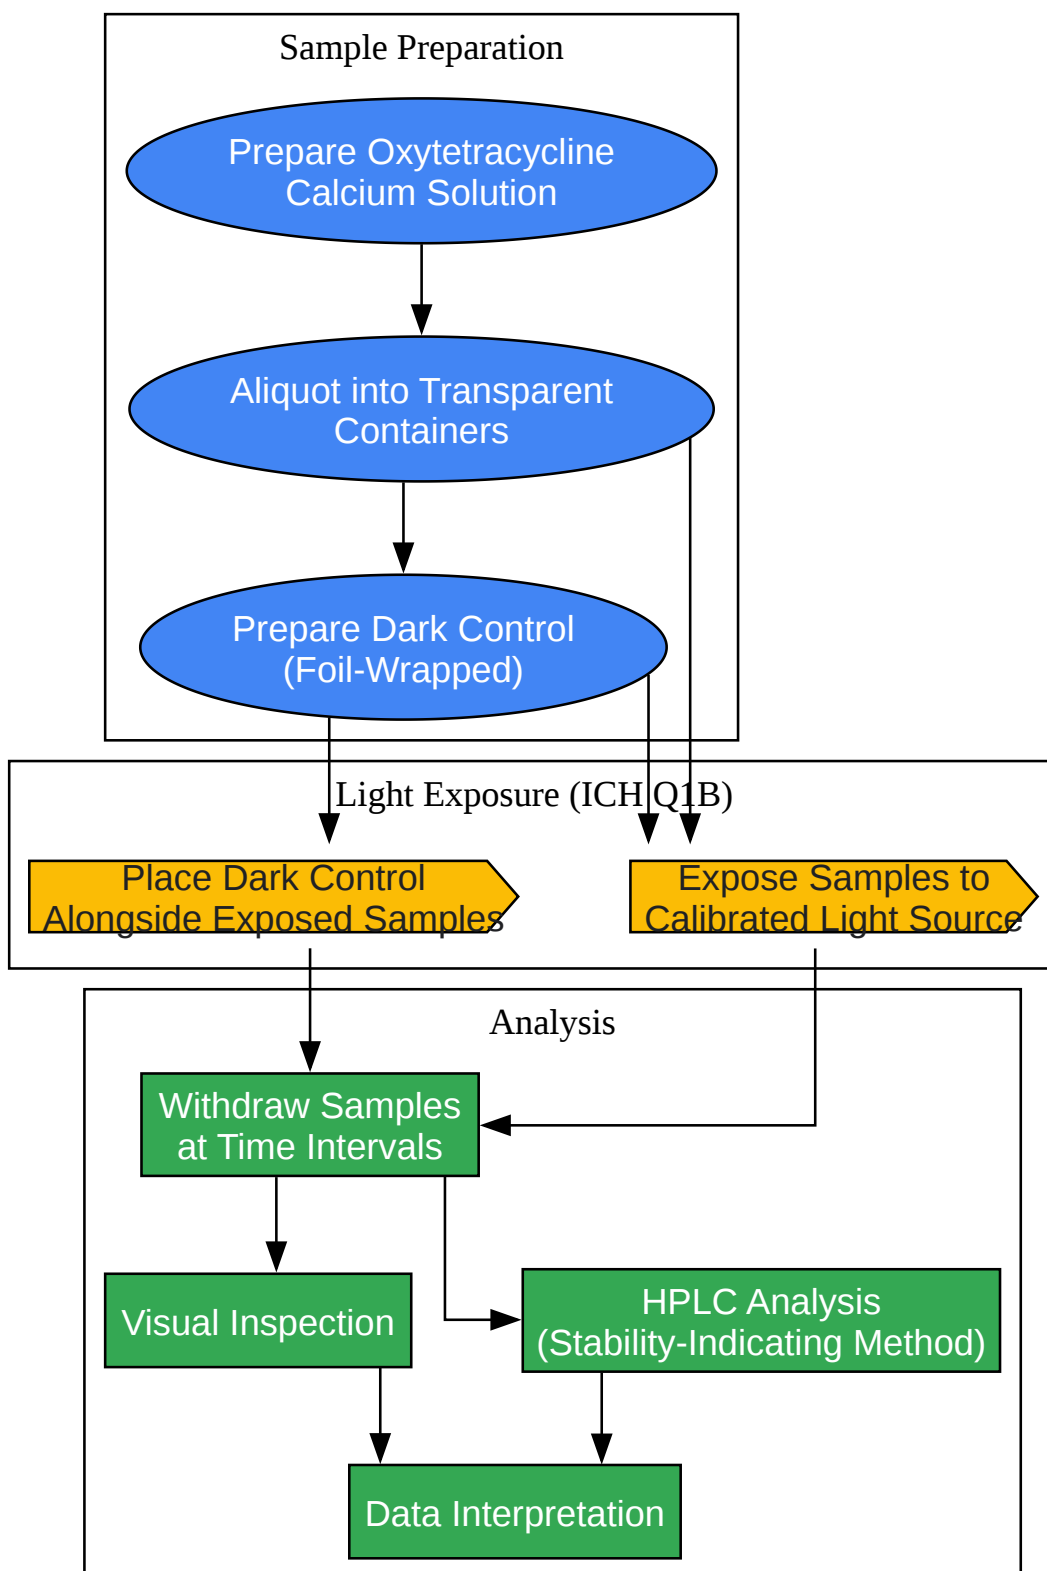 Sample Preparation
Prepare Oxytetracycline
Calcium Solution
Aliquot into Transparent
Containers
Prepare Dark Control
(Foil-Wrapped)
Light Exposure (ICH Q1B)
Place Dark Control
Alongside Exposed Samples
Expose Samples to
Calibrated Light Source
Analysis
Withdraw Samples
at Time Intervals
Visual Inspection
HPLC Analysis
(Stability-Indicating Method)
Data Interpretation